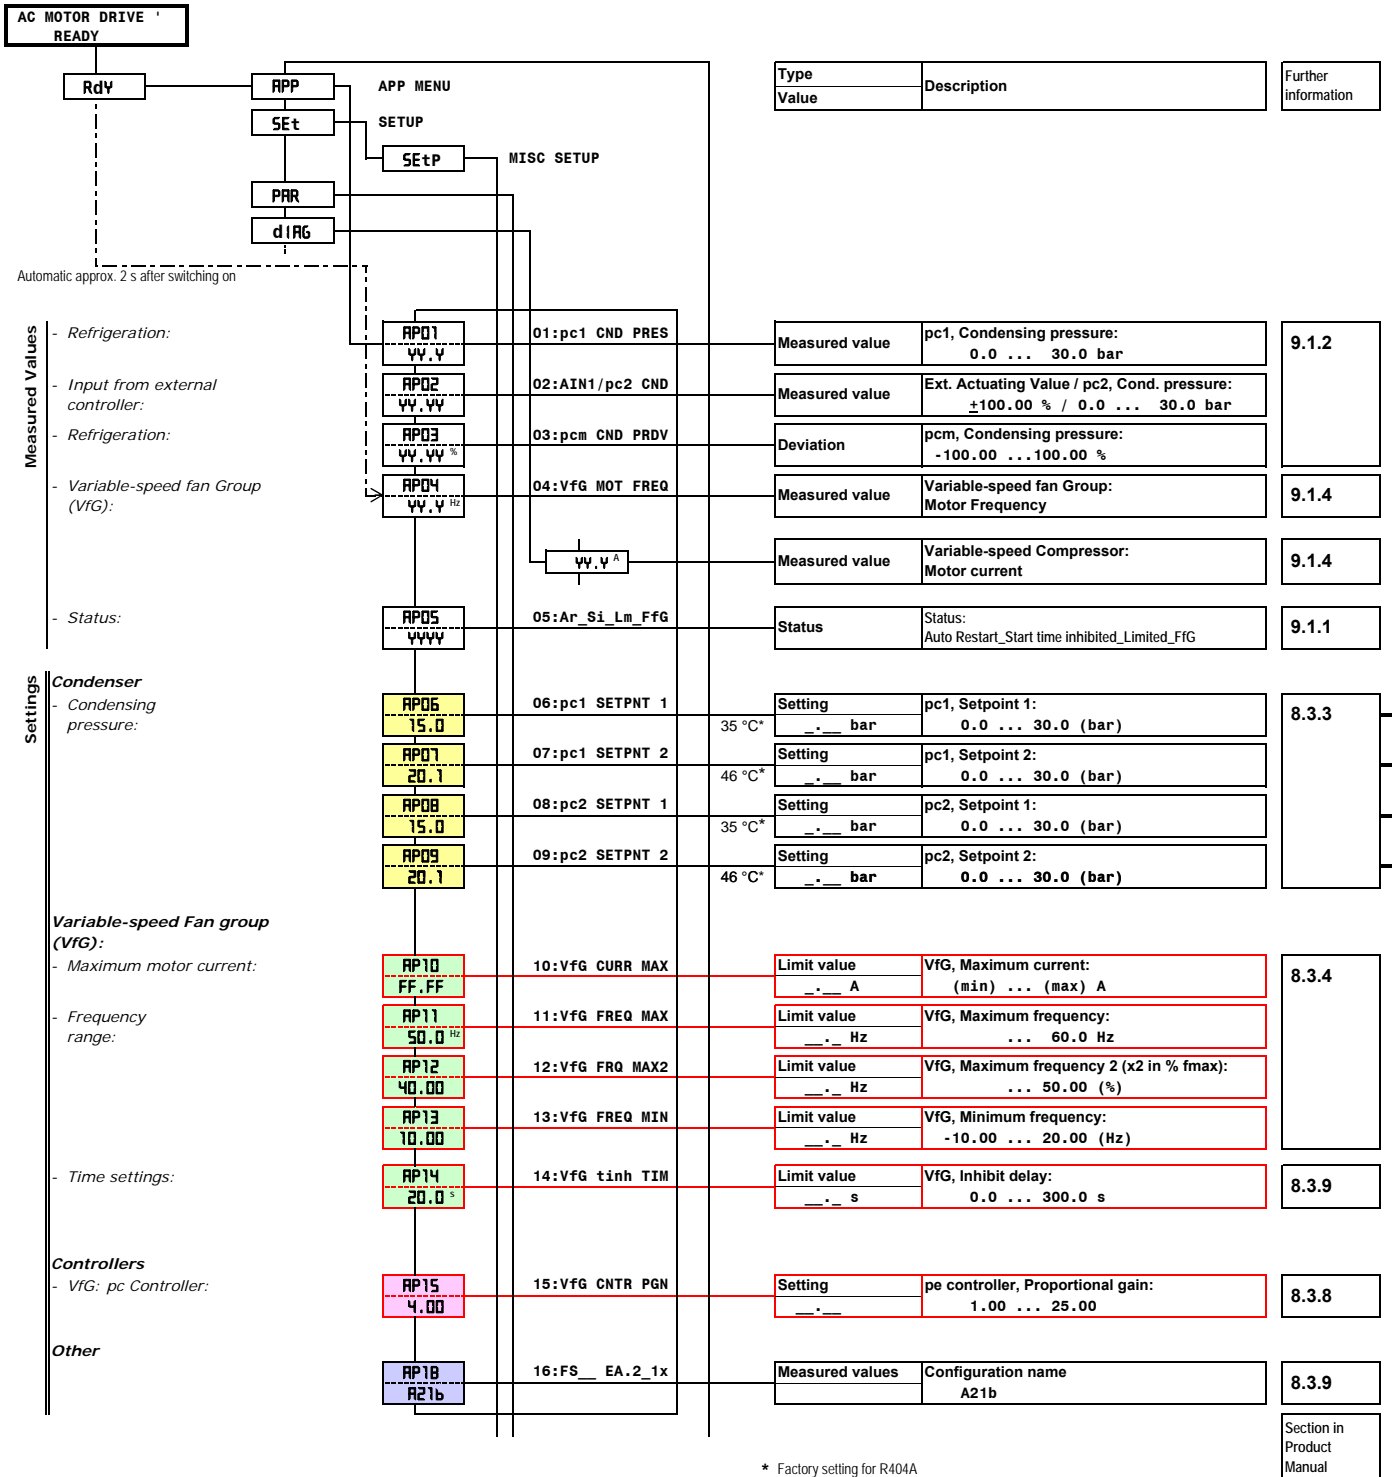 AC MOTOR DRIVE '
READY
RdY
APP
APP MENU
SEt
SETUP
SEtP
MISC SETUP
PAR
dIAG
Type
Value
Description
Further
information
Automatic approx. 2 s after switching on
Measured Values
- Refrigeration:
AP01
YY.Y
01:pc1 CND PRES
Measured value
pc1, Condensing pressure:
0.0 ... 30.0 bar
9.1.2
- Input from external
controller:
AP02
YY.YY
02:AIN1/pc2 CND
Measured value
Ext. Actuating Value / pc2, Cond. pressure:
±100.00 % / 0.0 ... 30.0 bar
- Refrigeration:
AP03
YY.YY %
03:pcm CND PRDV
Deviation
pcm, Condensing pressure:
-100.00 ...100.00 %
- Variable-speed fan Group
(VfG):
AP04
YY.Y Hz
04:VfG MOT FREQ
Measured value
Variable-speed fan Group:
Motor Frequency
9.1.4
YY.Y A
Measured value
Variable-speed Compressor:
Motor current
9.1.4
- Status:
AP05
YYYY
05:Ar_Si_Lm_FfG
Status
Status:
Auto Restart_Start time inhibited_Limited_FfG
9.1.1
Settings
Condenser
- Condensing
pressure:
AP06
15.0
06:pc1 SETPNT 1
35 °C*
Setting
_.__ bar
pc1, Setpoint 1:
0.0 ... 30.0 (bar)
8.3.3
AP07
20.1
07:pc1 SETPNT 2
46 °C*
Setting
_.__ bar
pc1, Setpoint 2:
0.0 ... 30.0 (bar)
AP08
15.0
08:pc2 SETPNT 1
35 °C*
Setting
_.__ bar
pc2, Setpoint 1:
0.0 ... 30.0 (bar)
AP09
20.1
09:pc2 SETPNT 2
46 °C*
Setting
_.__ bar
pc2, Setpoint 2:
0.0 ... 30.0 (bar)
Variable-speed Fan group
(VfG):
- Maximum motor current:
AP10
FF.FF
10:VfG CURR MAX
Limit value
_.__ A
VfG, Maximum current:
(min) ... (max) A
8.3.4
- Frequency
range:
AP11
50.0 Hz
11:VfG FREQ MAX
Limit value
__._ Hz
VfG, Maximum frequency:
... 60.0 Hz
AP12
40.00
12:VfG FRQ MAX2
Limit value
__._ Hz
VfG, Maximum frequency 2 (x2 in % fmax):
... 50.00 (%)
AP13
10.00
13:VfG FREQ MIN
Limit value
__._ Hz
VfG, Minimum frequency:
-10.00 ... 20.00 (Hz)
- Time settings:
AP14
20.0 s
14:VfG tinh TIM
Limit value
__._ s
VfG, Inhibit delay:
0.0 ... 300.0 s
8.3.9
Controllers
- VfG: pc Controller:
AP15
4.00
15:VfG CNTR PGN
Setting
__.__
pe controller, Proportional gain:
1.00 ... 25.00
8.3.8
Other
AP1B
A21b
16:FS__ EA.2_1x
Measured values
Configuration name
A21b
8.3.9
Section in
Product
Manual
* Factory setting for R404A